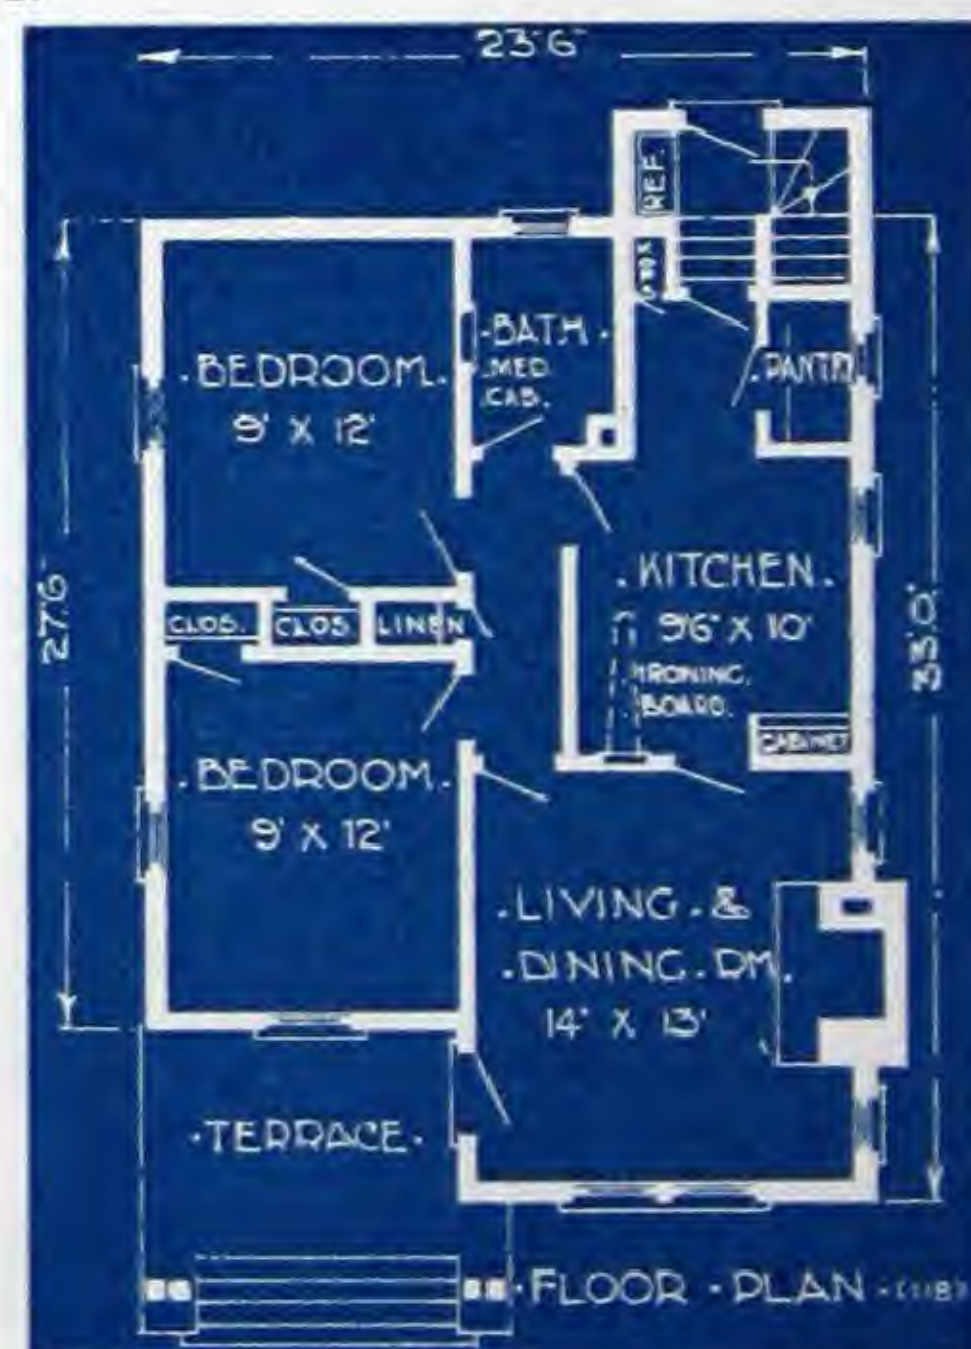 23'6"
REF.
BATH
MED.
CAB.
BEDROOM.
9' X 12'
PANTRY
KITCHEN.
9'6" X 10'
IRONING.
BOARD.
CABINET
CLOS.
CLOS.
LINEN
27'6"
33'0"
BEDROOM.
9' X 12'
LIVING. &
DINING. RM.
14' X 13'
TERRACE.
FLOOR - PLAN -